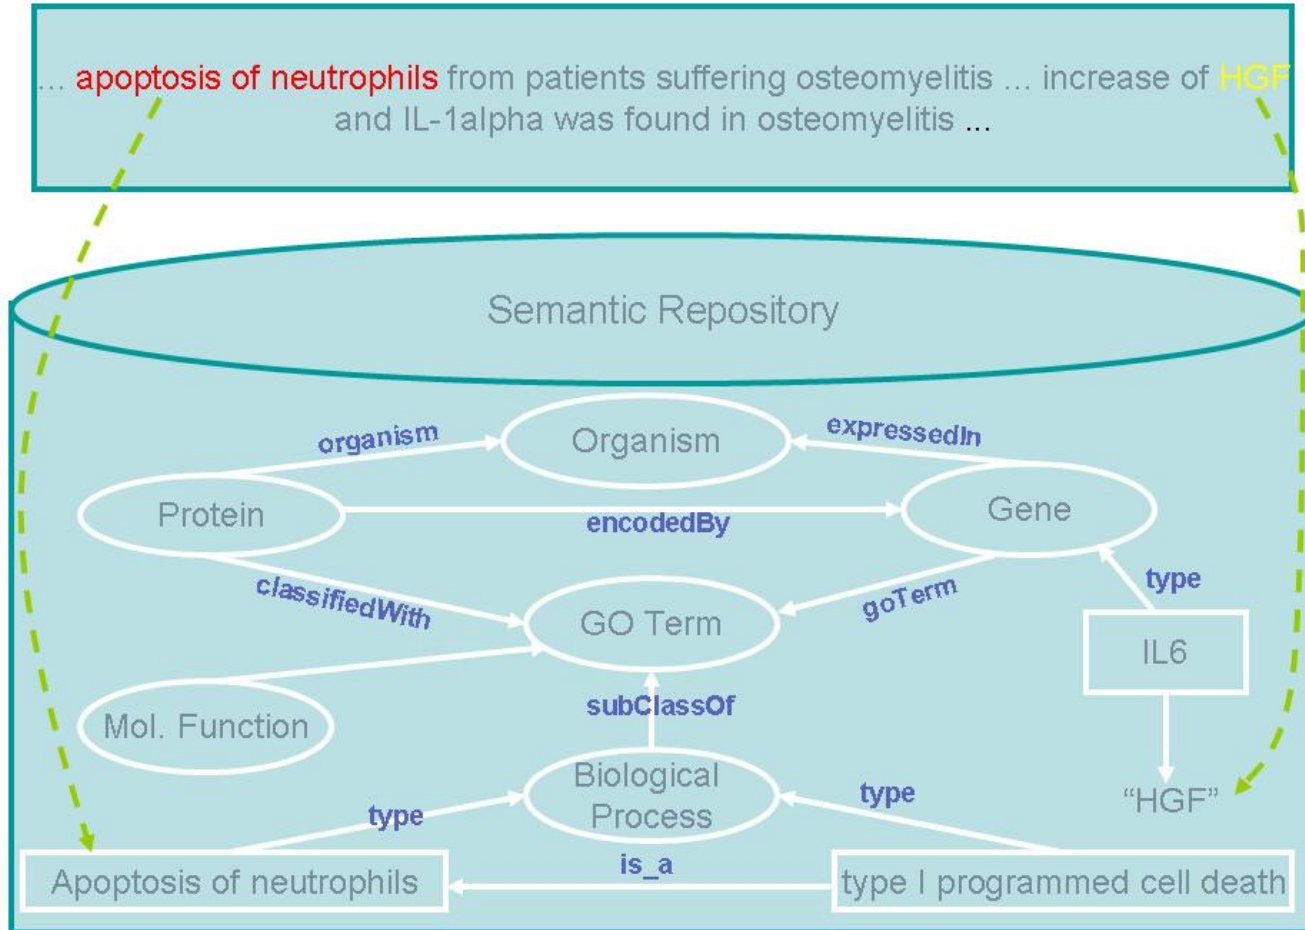 ... apoptosis of neutrophils from patients suffering osteomyelitis ... increase of HGF
and IL-1alpha was found in osteomyelitis ...
Semantic Repository
organism
Organism
expressedIn
Protein
encodedBy
Gene
classifiedWith
GO Term
goTerm
type
IL6
Mol. Function
subClassOf
Biological
Process
type
type
“HGF”
is_a
Apoptosis of neutrophils
type I programmed cell death